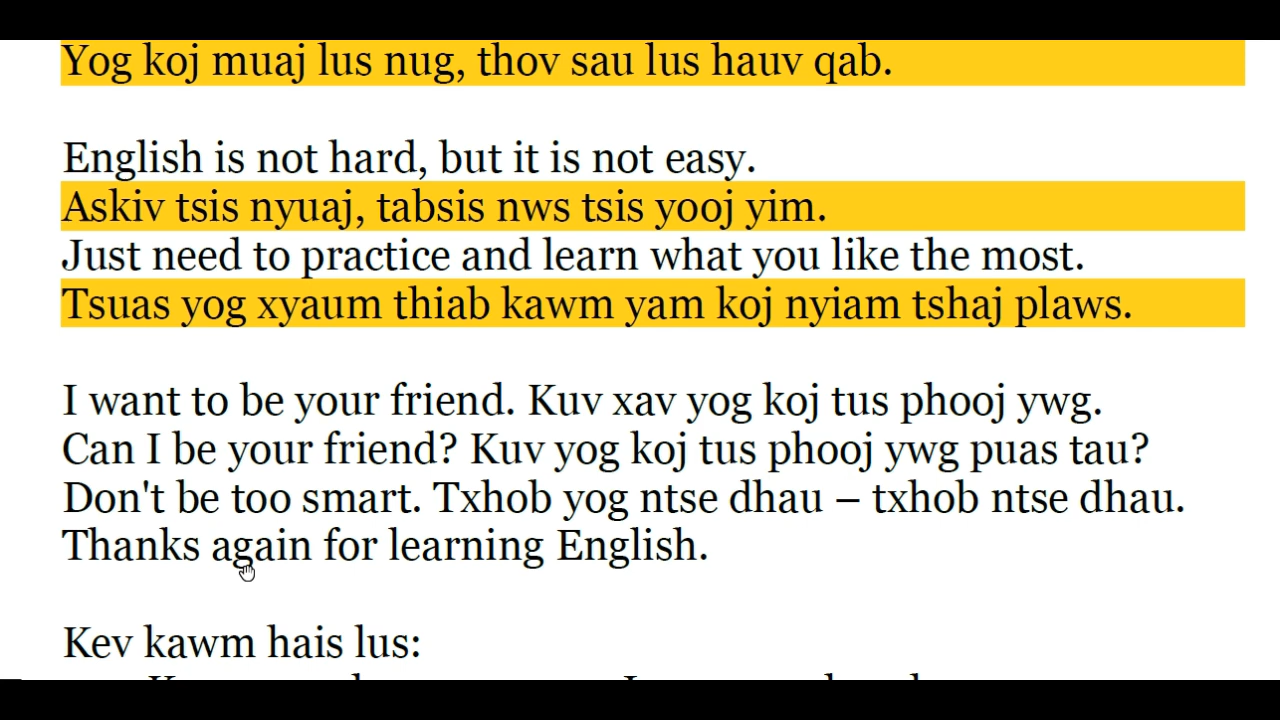 Yog koj muaj lus nug, thov sau lus hauv qab.
English is not hard, but it is not easy.
Askiv tsis nyuaj, tabsis nws tsis yooj yim.
Just need to practice and learn what you like the most.
Tsuas yog xyaum thiab kawm yam koj nyiam tshaj plaws.
I want to be your friend. Kuv xav yog koj tus phooj ywg.
Can I be your friend? Kuv yog koj tus phooj ywg puas tau?
Don't be too smart. Txhob yog ntse dhau – txhob ntse dhau.
Thanks again for learning English.
Kev kawm hais lus: